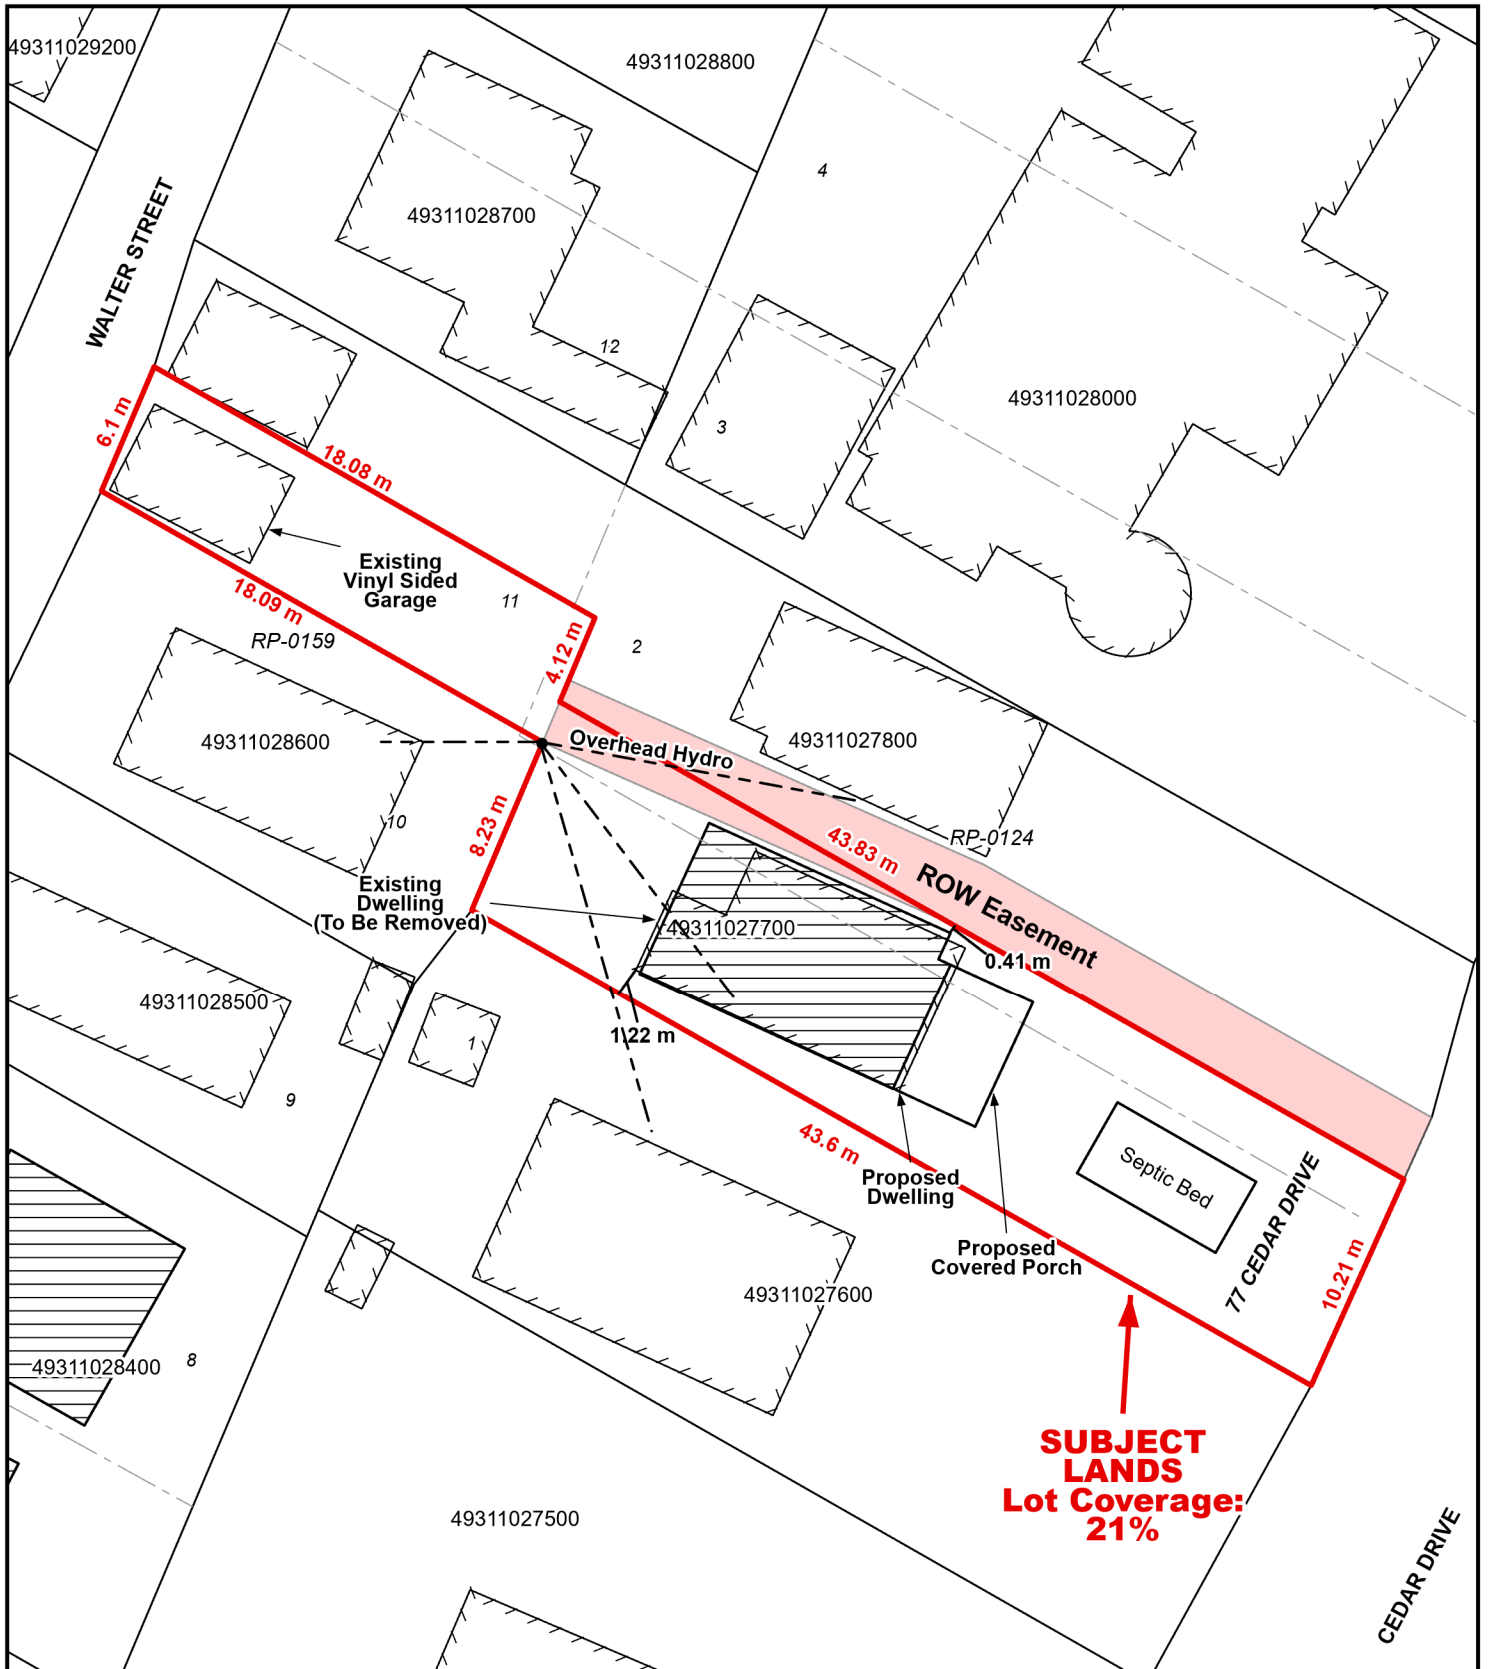 49311029200
49311028800
4
WALTER STREET
49311028700
12
3
49311028000
6.1 m
18.08 m
Existing
Vinyl Sided
Garage
18.09 m
11
RP-0159
4.12 m
2
49311028600
Overhead Hydro
49311027800
10
8.23 m
43.83 m
RP-0124
ROW Easement
Existing
Dwelling
(To Be Removed)
49311027700
0.41 m
49311028500
1.22 m
1
9
43.6 m
Proposed
Dwelling
Septic Bed
77 CEDAR DRIVE
Proposed
Covered Porch
10.21 m
49311027600
49311028400
8
SUBJECT
LANDS
Lot Coverage:
21%
49311027500
CEDAR DRIVE